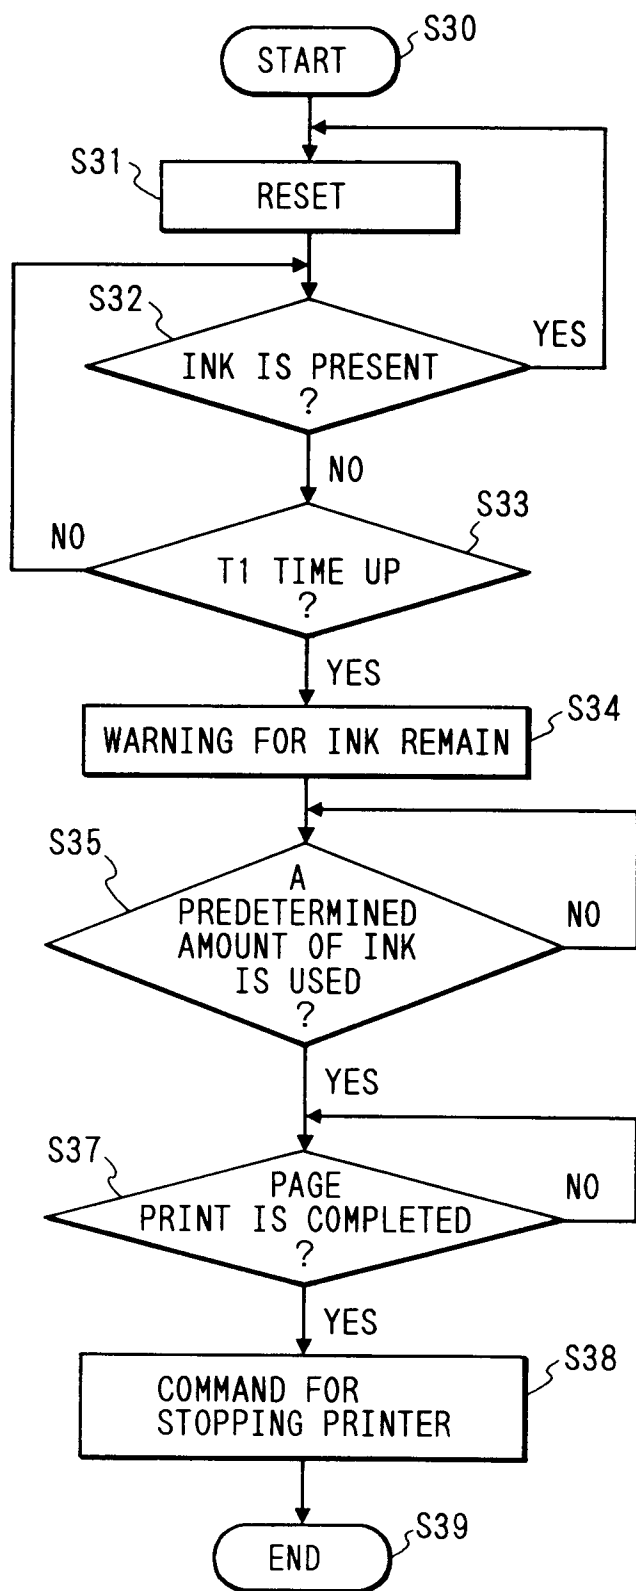 START
S30
S31
RESET
S32
INK IS PRESENT
?
YES
NO
S33
NO
T1 TIME UP
?
YES
S34
WARNING FOR INK REMAIN
S35
A
PREDETERMINED
AMOUNT OF INK
IS USED
?
NO
YES
S37
PAGE
PRINT IS COMPLETED
?
NO
YES
S38
COMMAND FOR
STOPPING PRINTER
END
S39